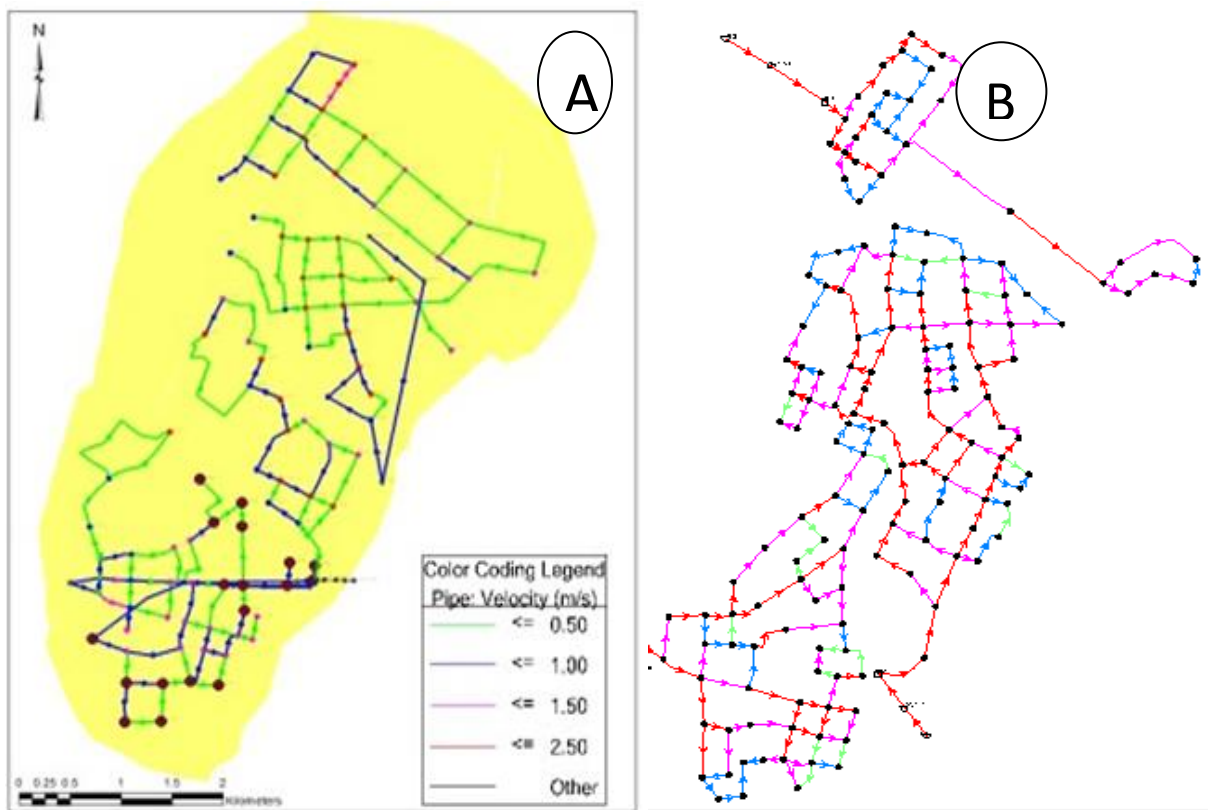 N
A
B
Color Coding Legend
Pipe: Velocity (m/s)
<= 0.50
<= 1.00
<= 1.50
<= 2.50
Other
0 0.25 0.5 1 1.5 2
Kilometers